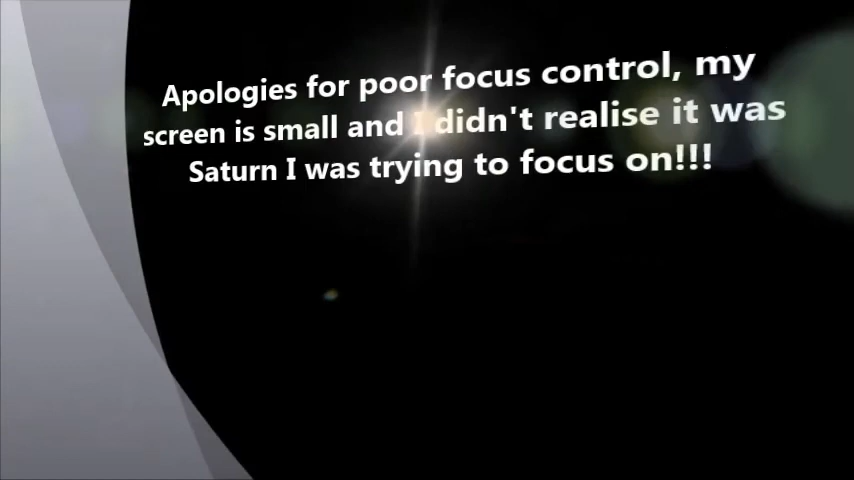 Apologies for poor focus control, my
screen is small and I didn't realise it was
Saturn I was trying to focus on!!!